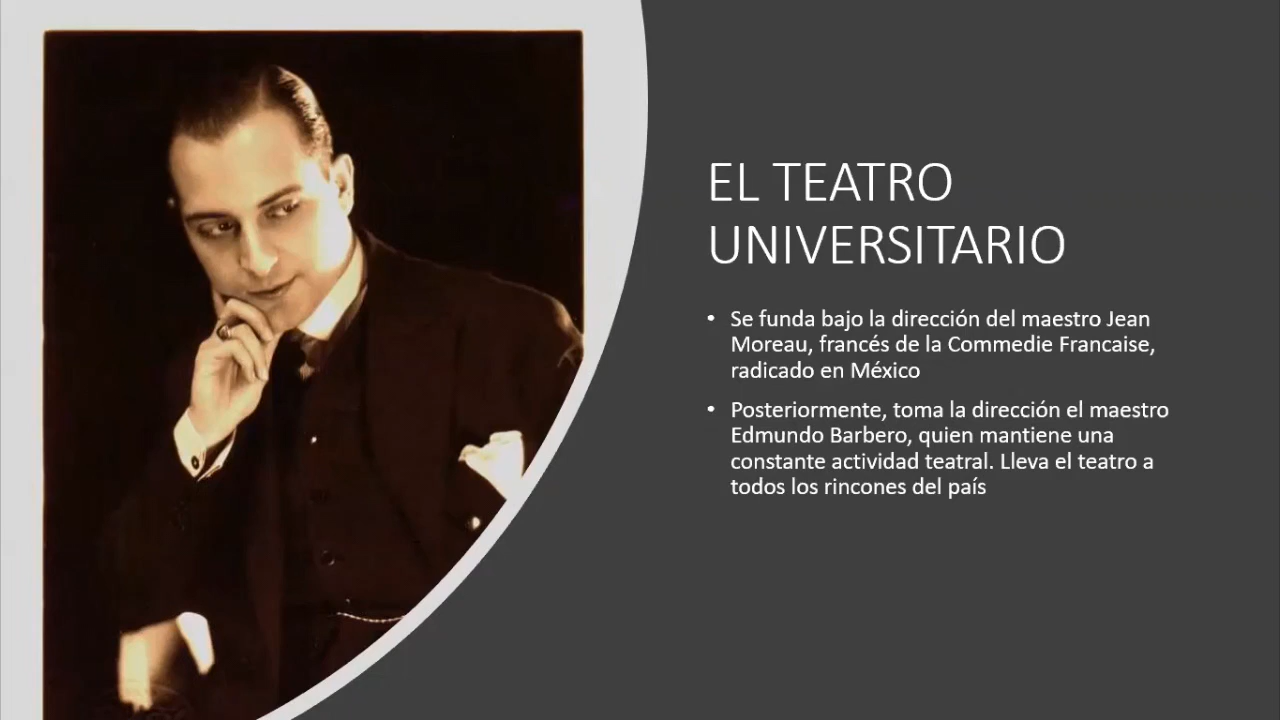 EL TEATRO
UNIVERSITARIO
• Se funda bajo la dirección del maestro Jean
Moreau, francés de la Commedie Francaise,
radicado en México
• Posteriormente, toma la dirección el maestro
Edmundo Barbero, quien mantiene una
constante actividad teatral. Lleva el teatro a
todos los rincones del país